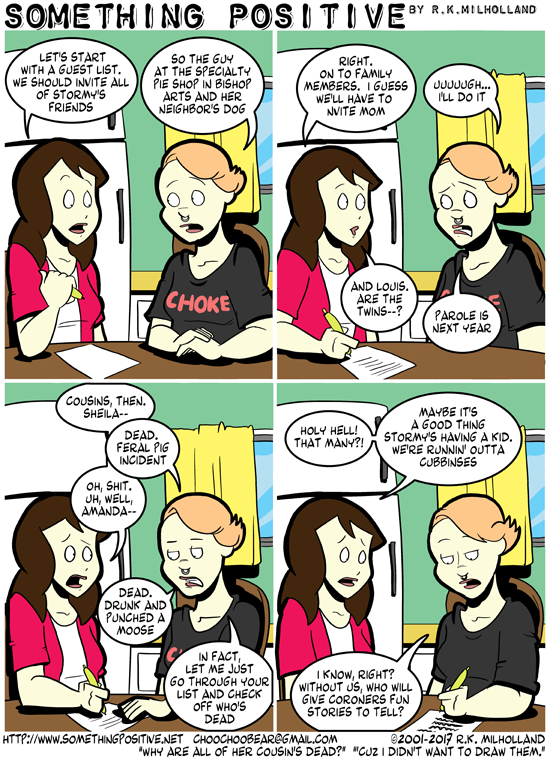 SOMETHING POSITIVE BY R.K.MILHOLLAND
LET'S START
WITH A GUEST LIST.
WE SHOULD INVITE ALL
OF STORMY'S
FRIENDS
SO THE GUY
AT THE SPECIALTY
PIE SHOP IN BISHOP
ARTS AND HER
NEIGHBOR'S DOG
CHOKE
RIGHT.
ON TO FAMILY
MEMBERS. I GUESS
WE'LL HAVE TO
NVITE MOM
UUUUUGH...
I'LL DO IT
AND LOUIS.
ARE THE
TWINS--?
PAROLE IS
NEXT YEAR
COUSINS, THEN.
SHEILA--
DEAD.
FERAL PIG
INCIDENT
OH, SHIT.
UH, WELL,
AMANDA--
DEAD.
DRUNK AND
PUNCHED A
MOOSE
IN FACT,
LET ME JUST
GO THROUGH YOUR
LIST AND CHECK
OFF WHO'S
DEAD
HOLY HELL!
THAT MANY?!
MAYBE IT'S
A GOOD THING
STORMY'S HAVING A KID.
WE'RE RUNNIN' OUTTA
GUBBINSES
I KNOW, RIGHT?
WITHOUT US, WHO WILL
GIVE CORONERS FUN
STORIES TO TELL?
HTTP://WWW.SOMETHINGPOSITIVE.NET CHOOCHOOBEAR@GMAIL.COM ©2001-2017 R.K. MILHOLLAND
"WHY ARE ALL OF HER COUSIN'S DEAD?" "CUZ I DIDN'T WANT TO DRAW THEM."